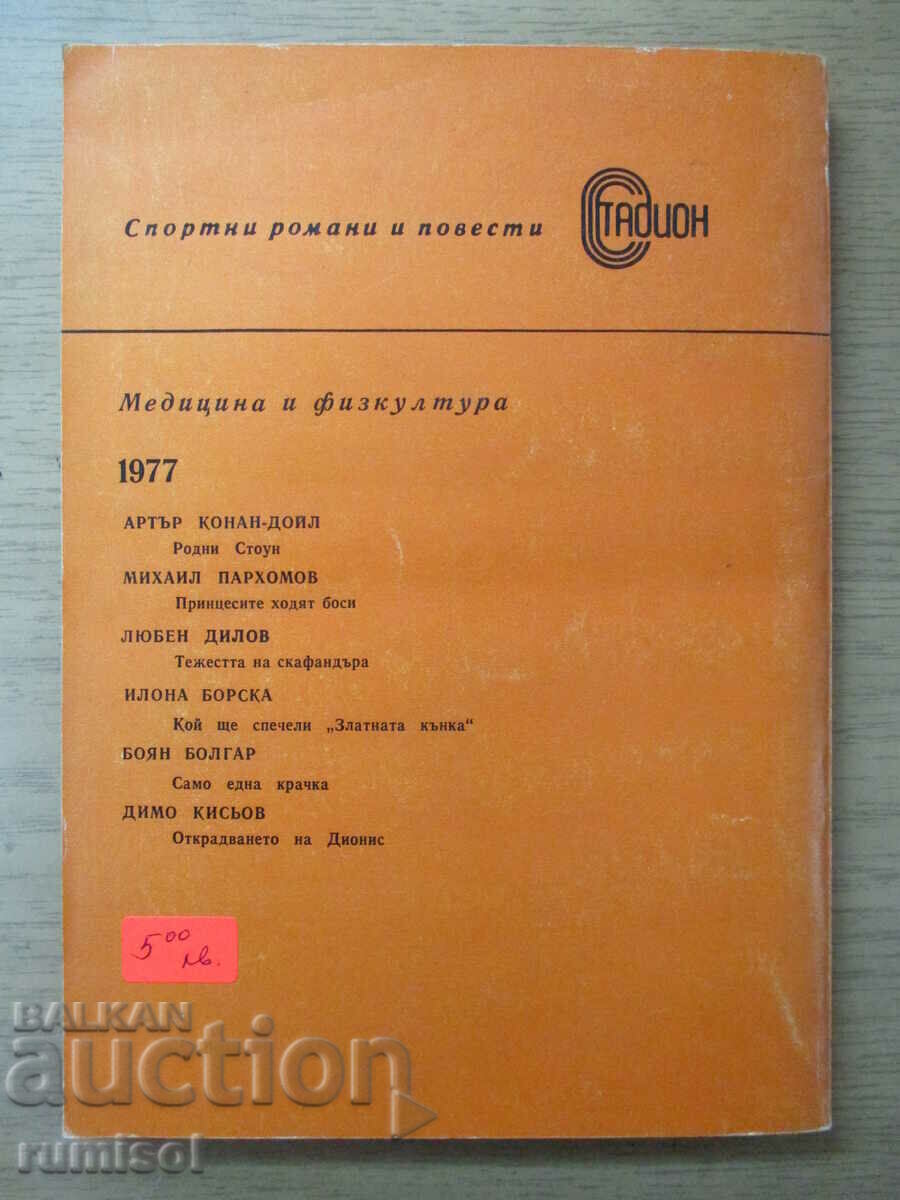 Спортни романи и повести СТАДИОН
Медицина и физкултура
1977
АРТЪР КОНАН-ДОЙЛ
Родни Стоун
МИХАИЛ ПАРХОМОВ
Принцесите ходят боси
ЛЮБЕН ДИЛОВ
Тежестта на скафандъра
ИЛОНА БОРСКА
Кой ще спечели „Златната кънка“
БОЯН БОЛГАР
Само една крачка
ДИМО КИСЬОВ
Открадването на Дионис
5 00 лв.
BALKAN
auction
rumisol